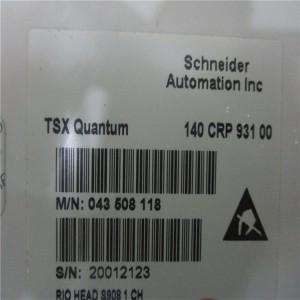 Schneider
Automation Inc
TSX Quantum 140 CRP 931 00
M/N: 043 508 118
S/N: 20012123
RIO HEAD S908 1 CH